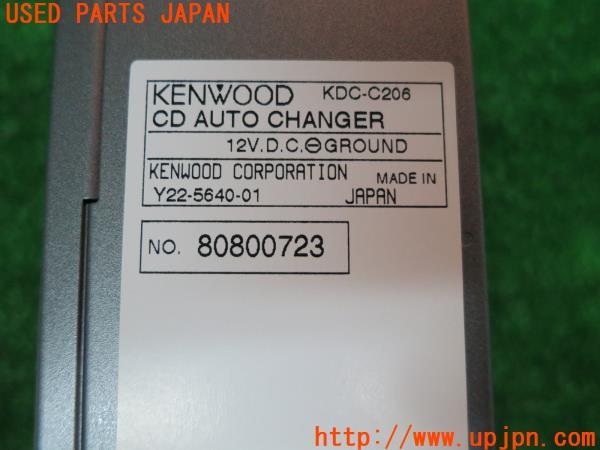 USED PARTS JAPAN
KENWOOD KDC-C206
CD AUTO CHANGER
12V.D.C.⊖GROUND
KENWOOD CORPORATION MADE IN
Y22-5640-01 JAPAN
NO. 80800723
http://www.upjpn.com/